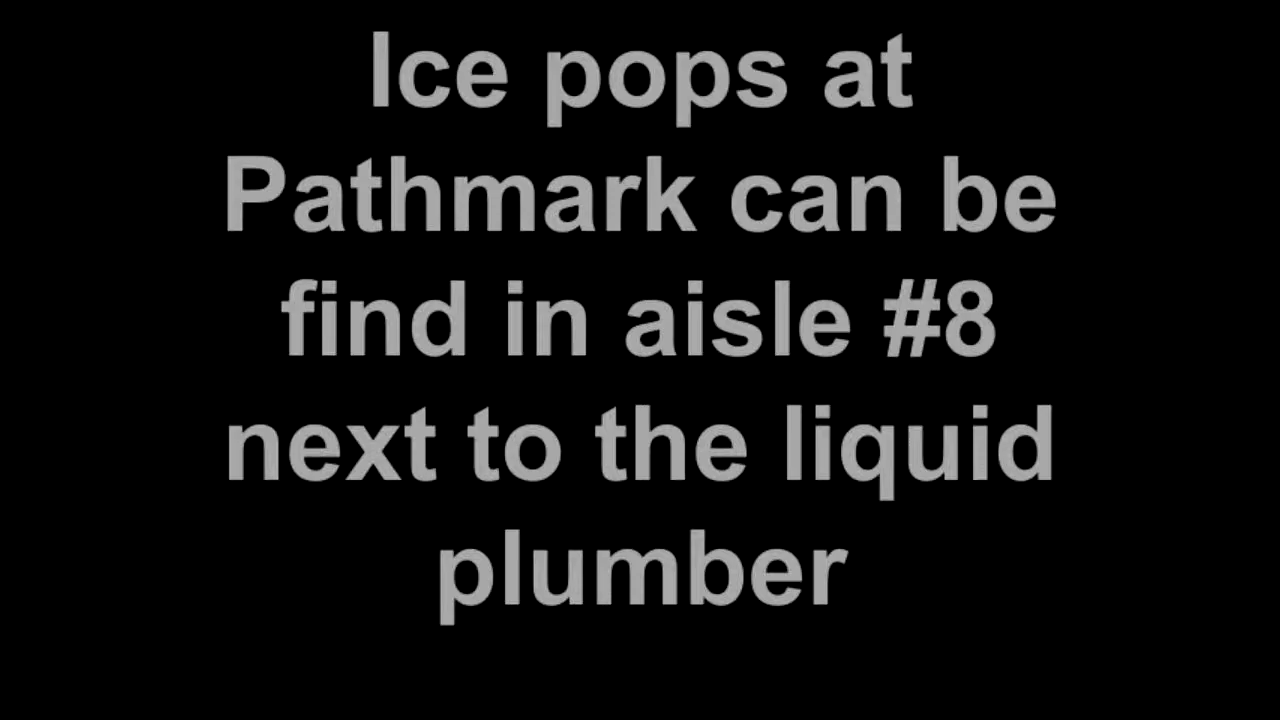 Ice pops at
Pathmark can be
find in aisle #8
next to the liquid
plumber